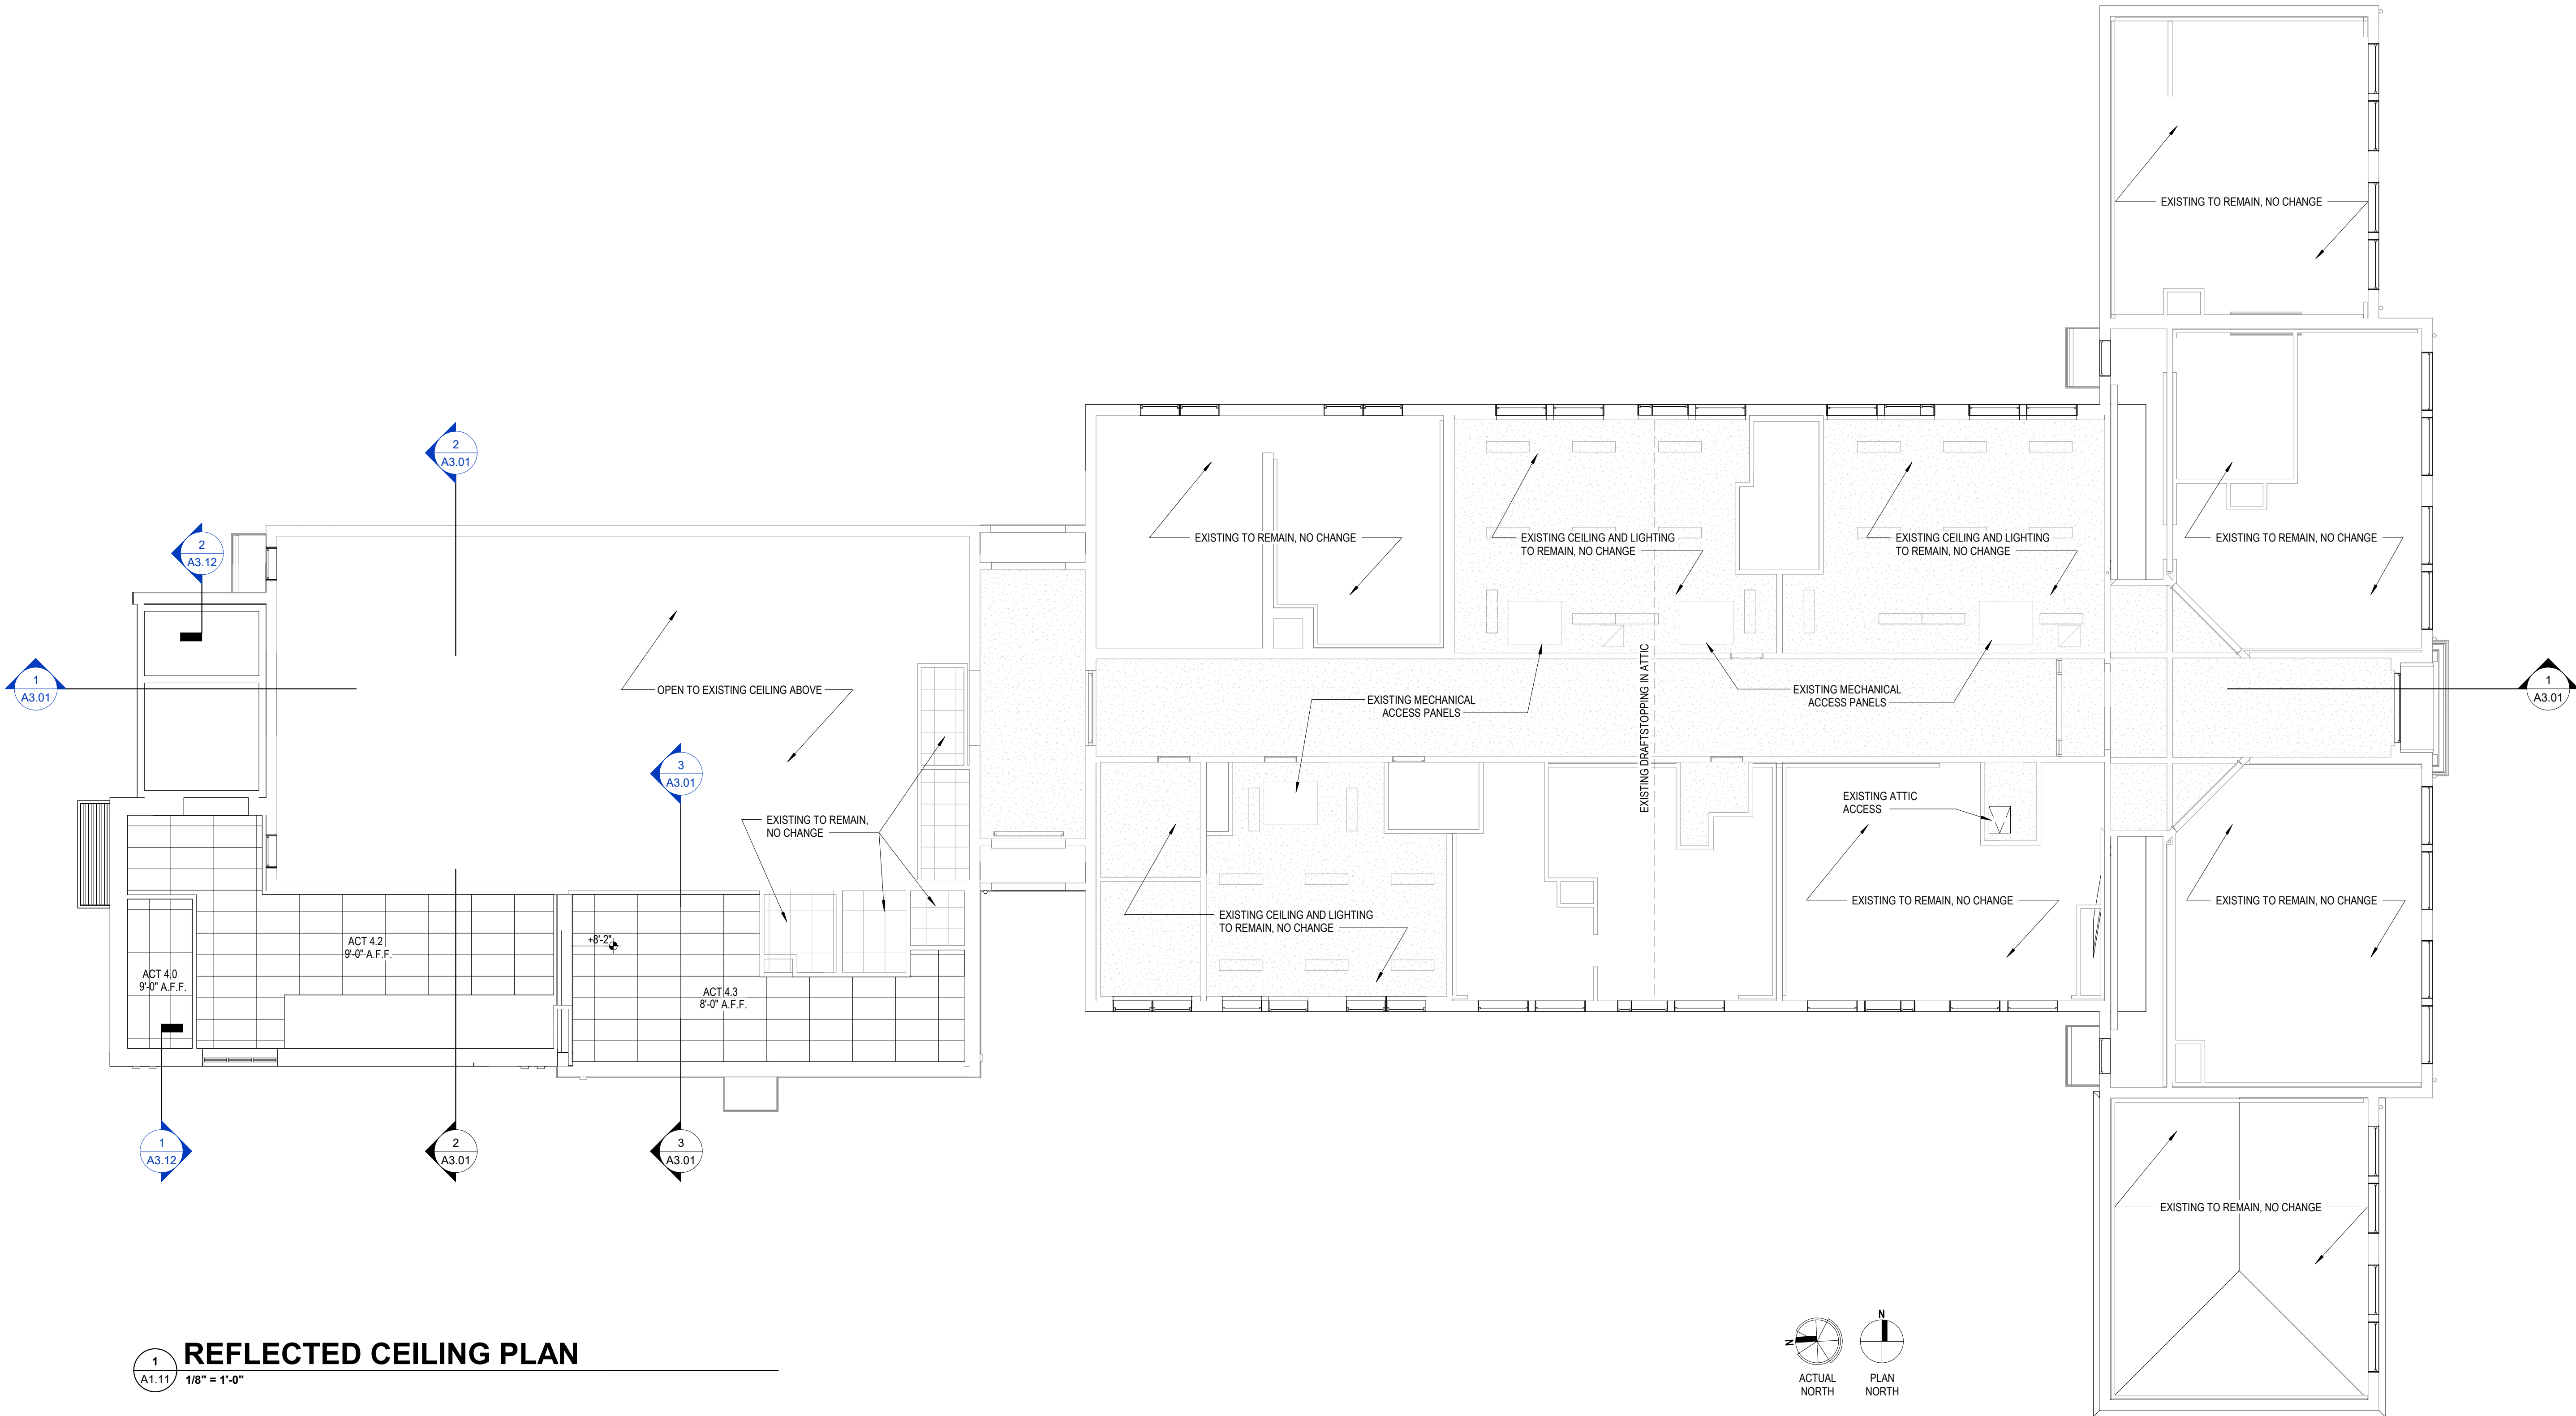 EXISTING TO REMAIN, NO CHANGE
2
A3.01
2
A3.12
EXISTING TO REMAIN, NO CHANGE
EXISTING CEILING AND LIGHTING
TO REMAIN, NO CHANGE
EXISTING CEILING AND LIGHTING
TO REMAIN, NO CHANGE
EXISTING TO REMAIN, NO CHANGE
1
A3.01
OPEN TO EXISTING CEILING ABOVE
EXISTING MECHANICAL
ACCESS PANELS
EXISTING DRAFTSTOPPING IN ATTIC
EXISTING MECHANICAL
ACCESS PANELS
1
A3.01
3
A3.01
EXISTING TO REMAIN,
NO CHANGE
EXISTING ATTIC
ACCESS
EXISTING CEILING AND LIGHTING
TO REMAIN, NO CHANGE
EXISTING TO REMAIN, NO CHANGE
EXISTING TO REMAIN, NO CHANGE
ACT 4.2
9'-0" A.F.F.
+8'-2"
ACT 4.0
9'-0" A.F.F.
ACT 4.3
8'-0" A.F.F.
1
A3.12
2
A3.01
3
A3.01
EXISTING TO REMAIN, NO CHANGE
1
A1.11
REFLECTED CEILING PLAN
1/8" = 1'-0"
N
ACTUAL
NORTH
N
PLAN
NORTH